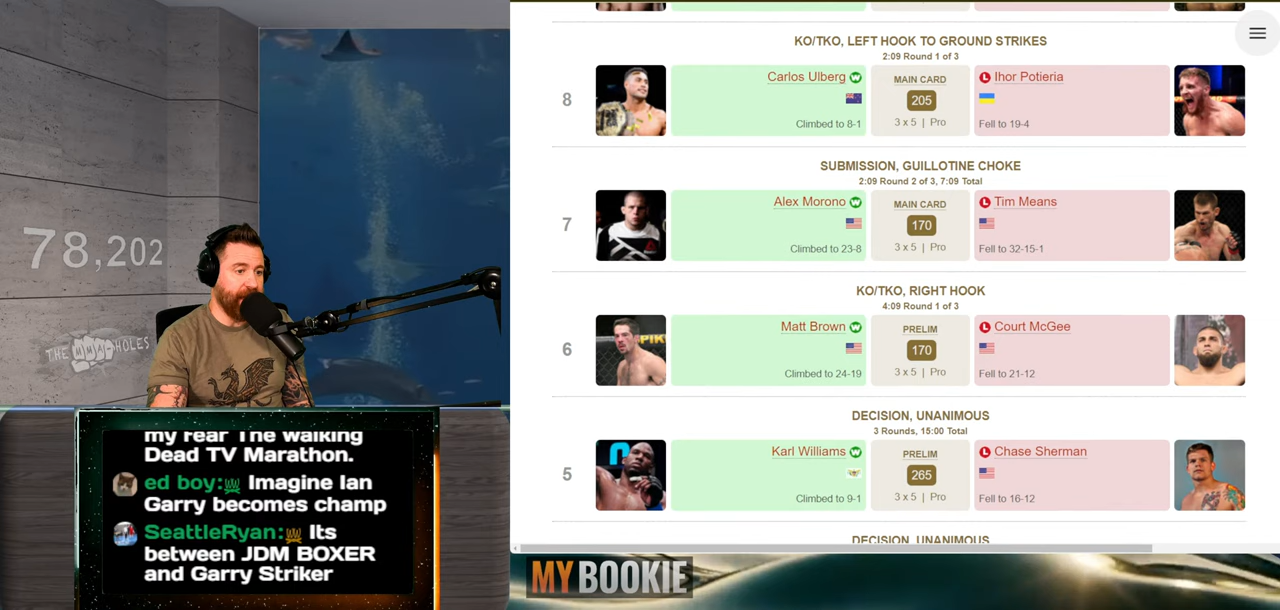 78,202
THE MMA HOLES
my Fear The walking
Dead TV Marathon.
ed boy: Imagine Ian
Garry becomes champ
SeattleRyan: Its
between JDM BOXER
and Garry Striker
KO/TKO, LEFT HOOK TO GROUND STRIKES
2:09 Round 1 of 3
8
Carlos Ulberg W
MAIN CARD
L Ihor Potieria
205
Climbed to 8-1
3 x 5 | Pro
Fell to 19-4
SUBMISSION, GUILLOTINE CHOKE
2:09 Round 2 of 3, 7:09 Total
7
Alex Morono W
MAIN CARD
L Tim Means
170
Climbed to 23-8
3 x 5 | Pro
Fell to 32-15-1
KO/TKO, RIGHT HOOK
4:09 Round 1 of 3
6
Matt Brown W
PRELIM
L Court McGee
170
Climbed to 24-19
3 x 5 | Pro
Fell to 21-12
DECISION, UNANIMOUS
3 Rounds, 15:00 Total
5
Karl Williams W
PRELIM
L Chase Sherman
265
Climbed to 9-1
3 x 5 | Pro
Fell to 16-12
DECISION, UNANIMOUS
MYBOOKIE